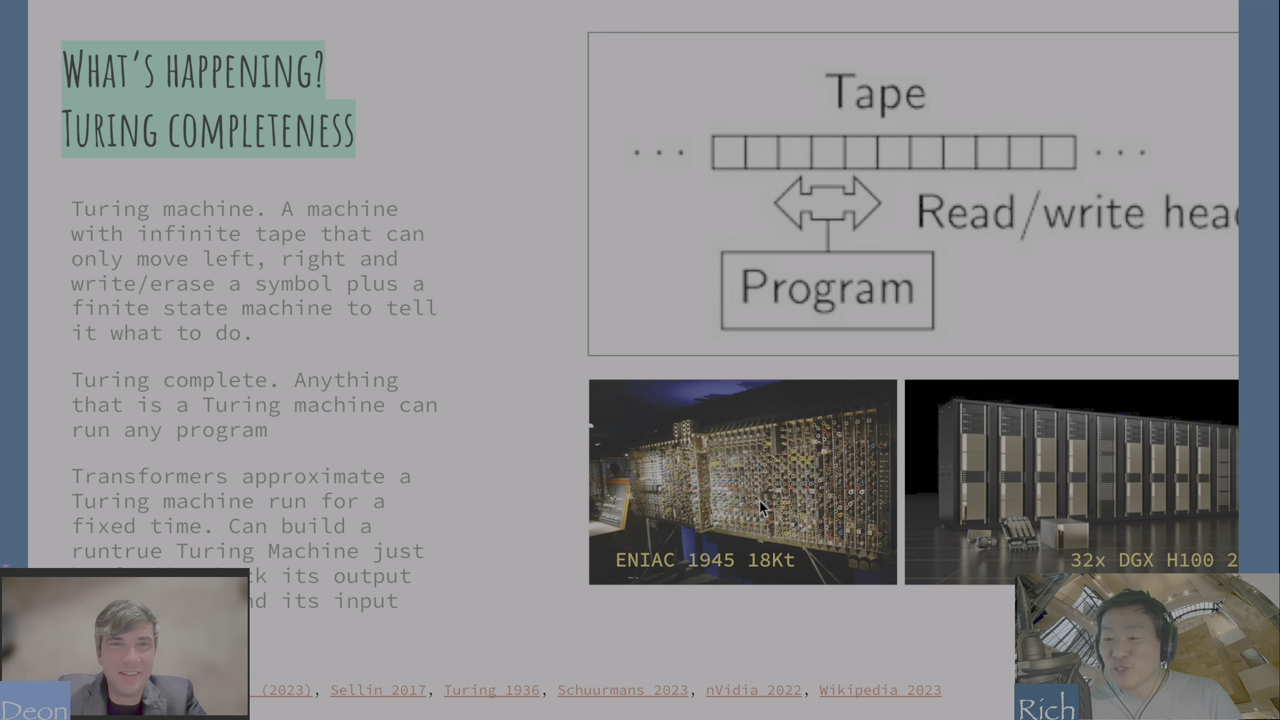 WHAT'S HAPPENING?
TURING COMPLETENESS
Turing machine. A machine
with infinite tape that can
only move left, right and
write/erase a symbol plus a
finite state machine to tell
it what to do.
Turing complete. Anything
that is a Turing machine can
run any program
Transformers approximate a
Turing machine run for a
fixed time. Can build a
runtrue Turing Machine just
its output
its input
Tape
Read/write
Program
ENIAC 1945 18Kt
32x DGX H100
(2023), Sellin 2017, Turing 1936, Schuurmans 2023, nVidia 2022, Wikipedia 2023
Deon
Rich